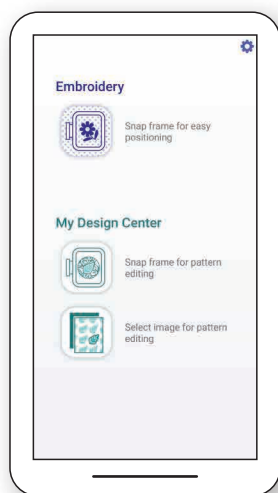 Embroidery
Snap frame for easy
positioning
My Design Center
Snap frame for pattern
editing
Select image for pattern
editing